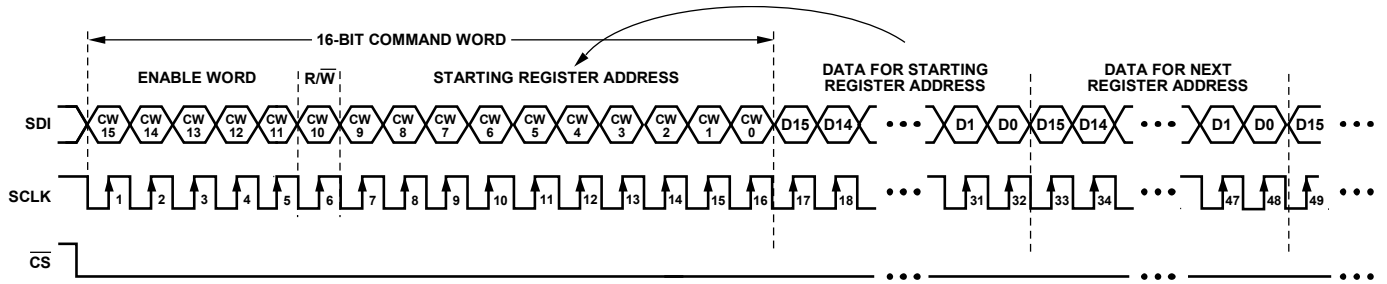 16-BIT COMMAND WORD
ENABLE WORD R/W̅ STARTING REGISTER ADDRESS DATA FOR STARTING REGISTER ADDRESS DATA FOR NEXT REGISTER ADDRESS
SDI CW 15 CW 14 CW 13 CW 12 CW 11 CW 10 CW 9 CW 8 CW 7 CW 6 CW 5 CW 4 CW 3 CW 2 CW 1 CW 0 D15 D14 ••• D1 D0 D15 D14 ••• D1 D0 D15 •••
SCLK 1 2 3 4 5 6 7 8 9 10 11 12 13 14 15 16 17 18 ••• 31 32 33 34 ••• 47 48 49 •••
C̅S̅ ••• ••• •••